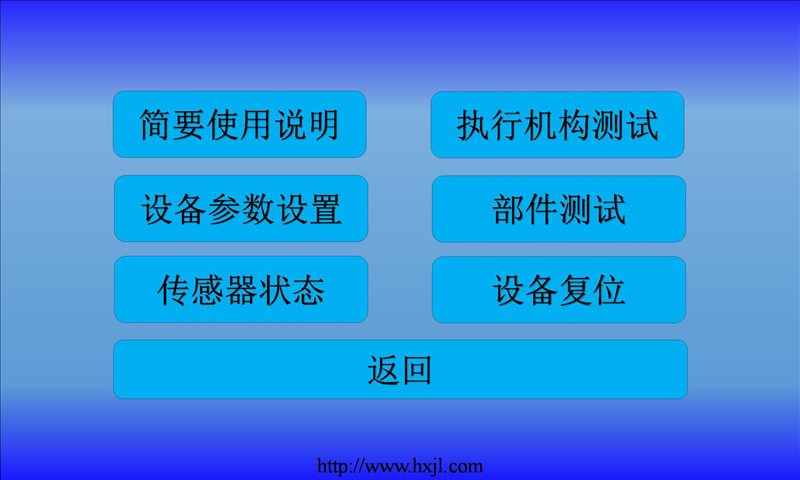 简要使用说明
执行机构测试
设备参数设置
部件测试
传感器状态
设备复位
返回
http://www.hxjl.com